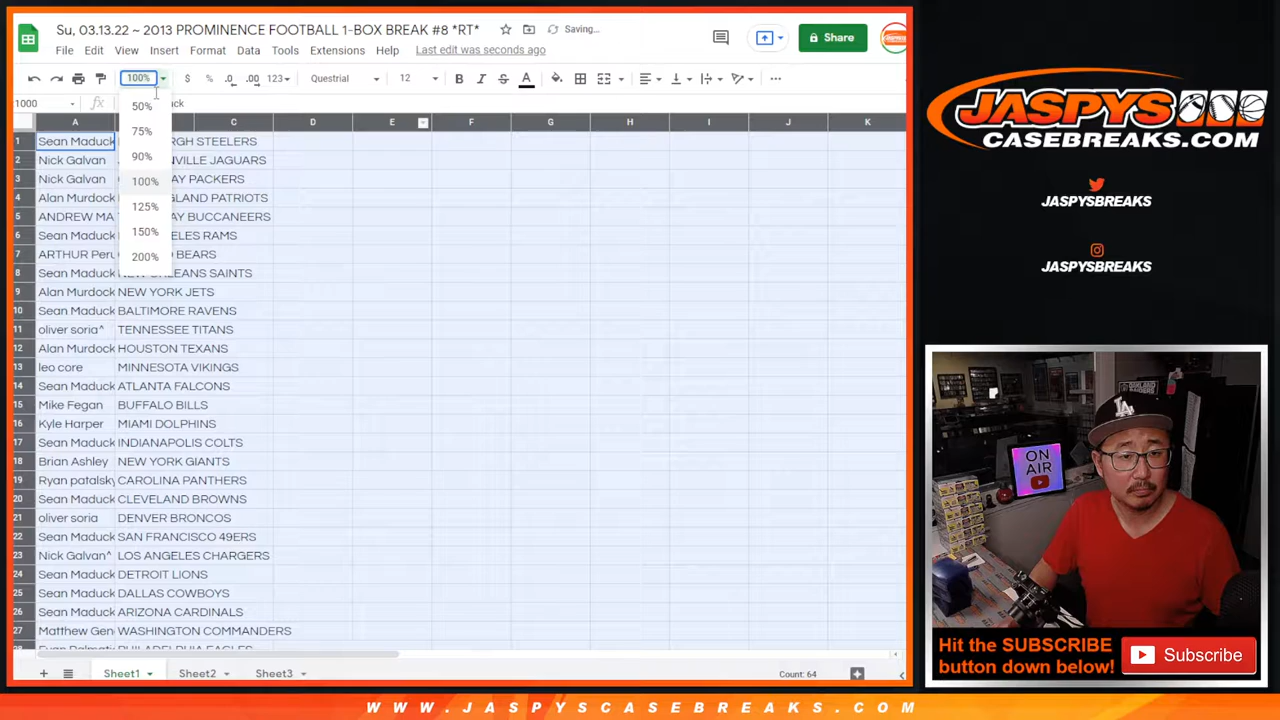 Su, 03.13.22 ~ 2013 PROMINENCE FOOTBALL 1-BOX BREAK #8 *RT*
Saving...
File Edit View Insert Format Data Tools Extensions Help Last edit was seconds ago
Share
100% $ % .0 .00 123 Questrial 12 B I S A
1000 fx
50%
75%
90%
100%
125%
150%
200%
A C D E F G H I J K
1 Sean Maduck RGH STEELERS
2 Nick Galvan NVILLE JAGUARS
3 Nick Galvan AY PACKERS
4 Alan Murdock GLAND PATRIOTS
5 ANDREW MA AY BUCCANEERS
6 Sean Maduck ELES RAMS
7 ARTHUR Peru BEARS
8 Sean Maduck NEW ORLEANS SAINTS
9 Alan Murdock NEW YORK JETS
10 Sean Maduck BALTIMORE RAVENS
11 oliver soria^ TENNESSEE TITANS
12 Alan Murdock HOUSTON TEXANS
13 leo core MINNESOTA VIKINGS
14 Sean Maduck ATLANTA FALCONS
15 Mike Fegan BUFFALO BILLS
16 Kyle Harper MIAMI DOLPHINS
17 Sean Maduck INDIANAPOLIS COLTS
18 Brian Ashley NEW YORK GIANTS
19 Ryan patalsky CAROLINA PANTHERS
20 Sean Maduck CLEVELAND BROWNS
21 oliver soria DENVER BRONCOS
22 Sean Maduck SAN FRANCISCO 49ERS
23 Nick Galvan^ LOS ANGELES CHARGERS
24 Sean Maduck DETROIT LIONS
25 Sean Maduck DALLAS COWBOYS
26 Sean Maduck ARIZONA CARDINALS
27 Matthew Gen WASHINGTON COMMANDERS
Sheet1 Sheet2 Sheet3 Count: 64
JASPYS
CASEBREAKS.COM
JASPYSBREAKS
JASPYSBREAKS
ON
AIR
LA
Hit the SUBSCRIBE
button down below!
Subscribe
WWW.JASPYSCASEBREAKS.COM